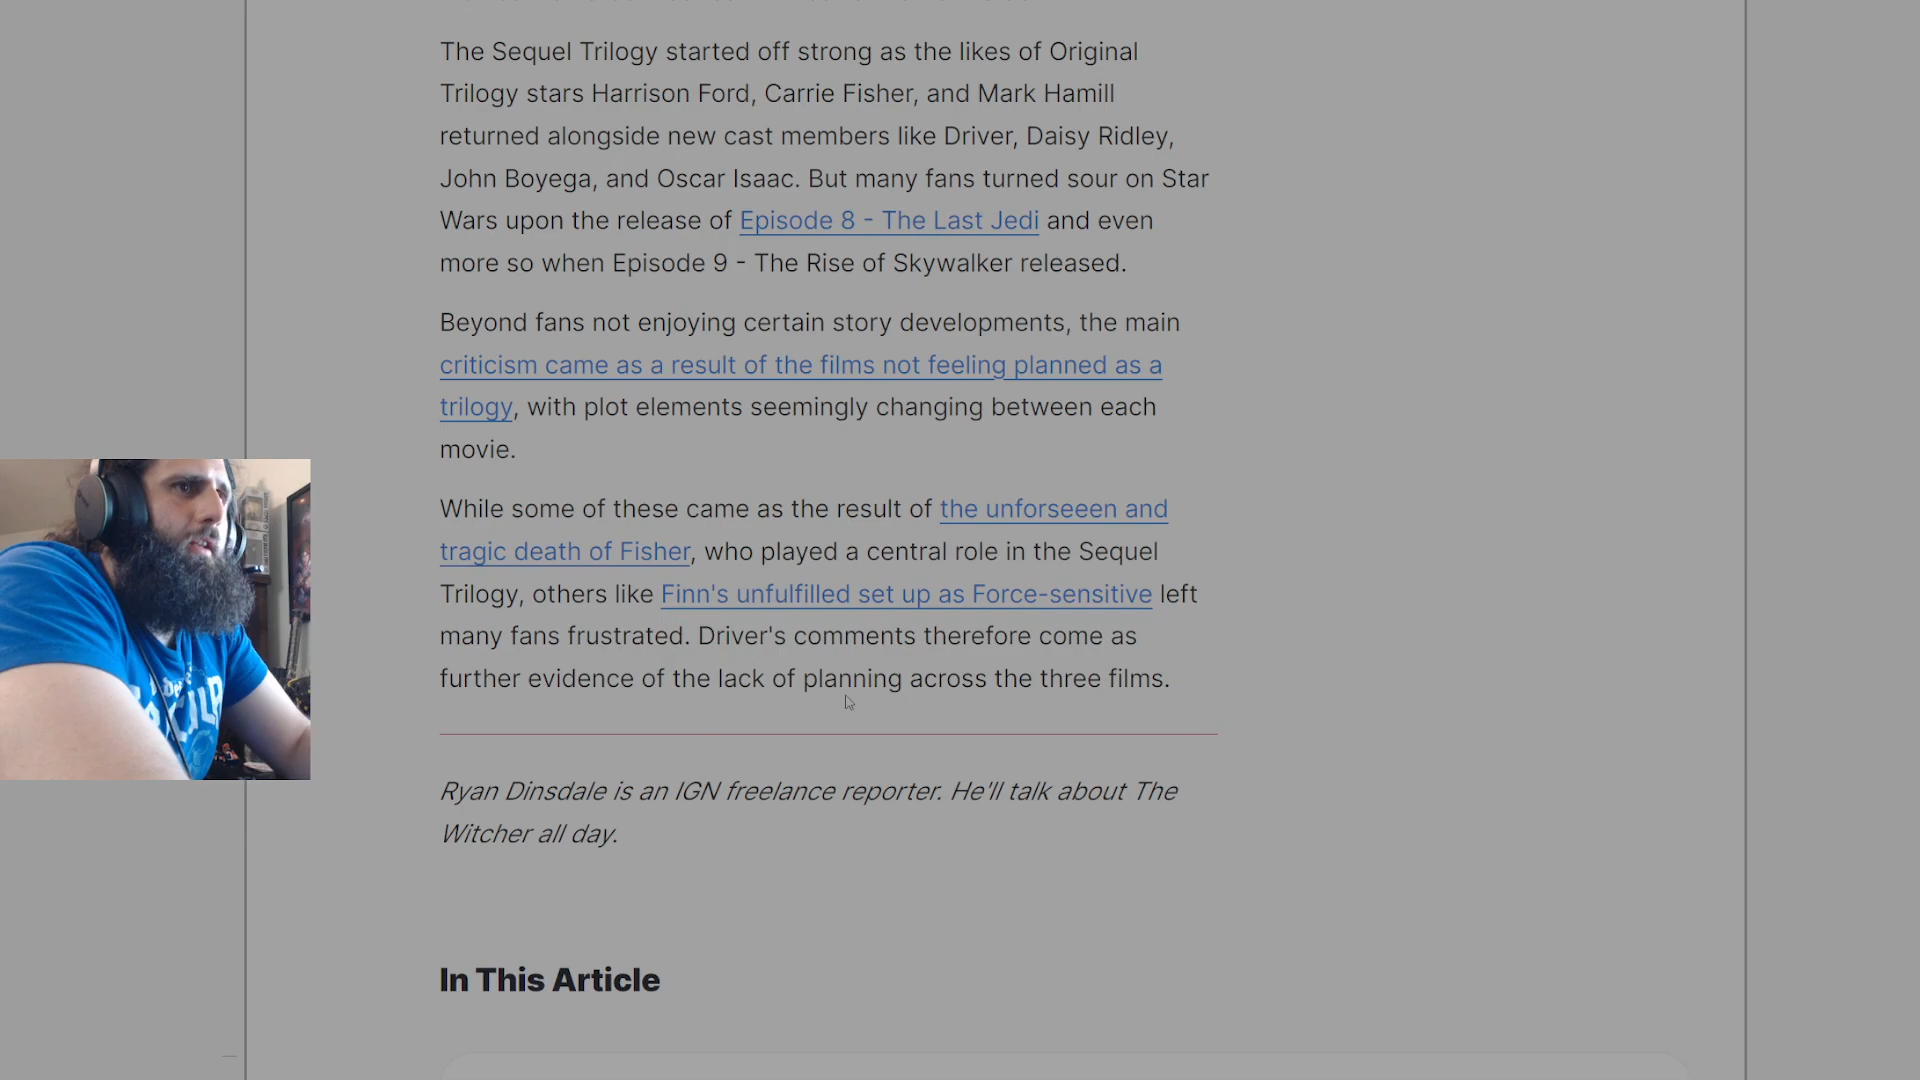 The Sequel Trilogy started off strong as the likes of Original
Trilogy stars Harrison Ford, Carrie Fisher, and Mark Hamill
returned alongside new cast members like Driver, Daisy Ridley,
John Boyega, and Oscar Isaac. But many fans turned sour on Star
Wars upon the release of Episode 8 - The Last Jedi and even
more so when Episode 9 - The Rise of Skywalker released.
Beyond fans not enjoying certain story developments, the main
criticism came as a result of the films not feeling planned as a
trilogy, with plot elements seemingly changing between each
movie.
While some of these came as the result of the unforseeen and
tragic death of Fisher, who played a central role in the Sequel
Trilogy, others like Finn's unfulfilled set up as Force-sensitive left
many fans frustrated. Driver's comments therefore come as
further evidence of the lack of planning across the three films.
Ryan Dinsdale is an IGN freelance reporter. He'll talk about The
Witcher all day.
In This Article